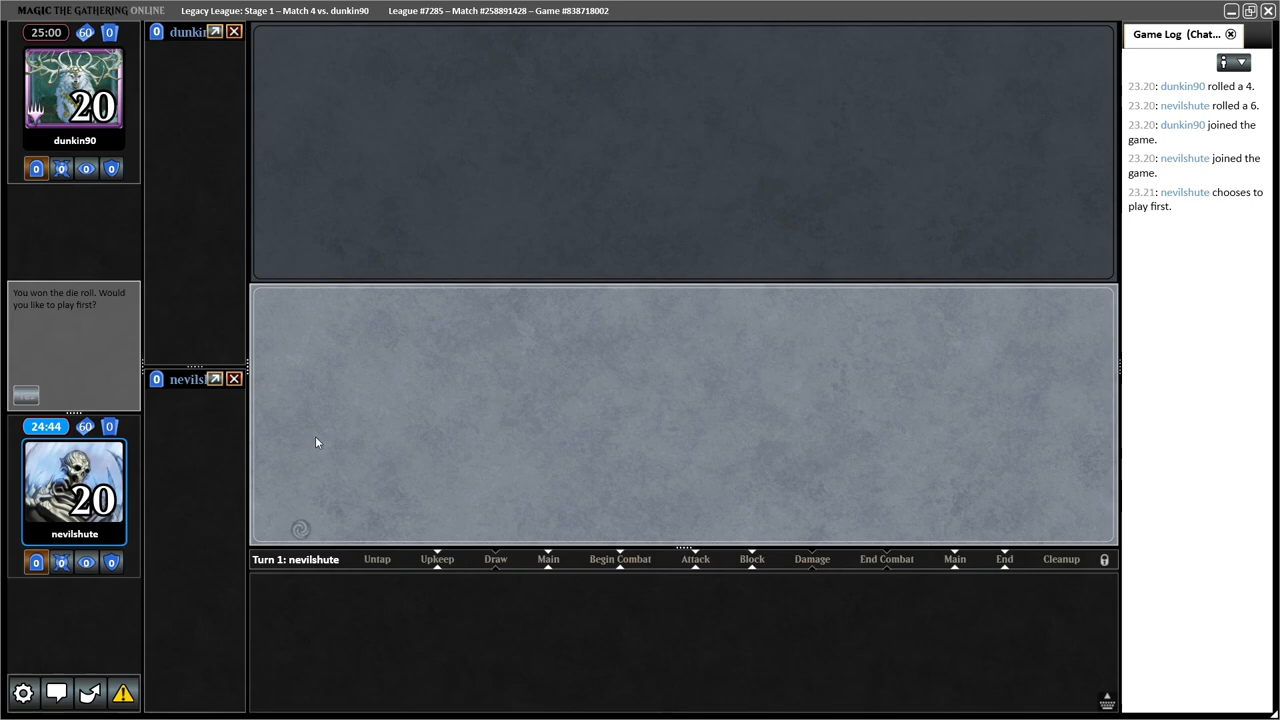 MAGIC THE GATHERING ONLINE Legacy League: Stage 1 – Match 4 vs. dunkin90 League #7285 – Match #258891428 – Game #838718002
25:00 60 0
20
dunkin90
0 0 0 0
0 dunkin
You won the die roll. Would
you like to play first?
24:44 60 0
20
nevilshute
0 0 0 0
0 nevils
Turn 1: nevilshute Untap Upkeep Draw Main Begin Combat Attack Block Damage End Combat Main End Cleanup
Game Log (Chat...
23.20: dunkin90 rolled a 4.
23.20: nevilshute rolled a 6.
23.20: dunkin90 joined the
game.
23.20: nevilshute joined the
game.
23.21: nevilshute chooses to
play first.